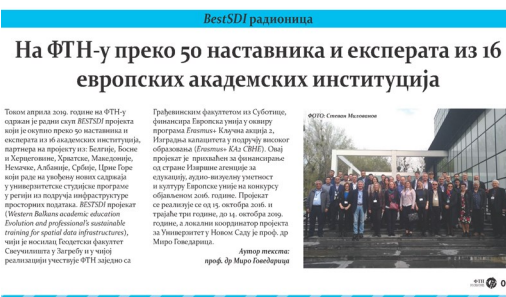 BestSDI радионица
На ФТН-у преко 50 наставника и експерата из 16
европских академских институција
Током априла 2019. године на ФТН-у
одржан је радни скуп BESTSDI пројекта
који је окупио преко 50 наставника и
експерата из 16 академских институција,
партнера на пројекту из: Белгије, Босне
и Херцеговине, Хрватске, Македоније,
Немачке, Албаније, Србије, Црне Горе
који раде на увођењу нових садржаја
у универзитетске студијске програме
у региону из подручја инфраструктуре
просторних података. BESTSDI пројекат
(Western Balkans academic education
Evolution and professional's sustainable
training for spatial data infrastructures),
чији је носилац Геодетски факултет
Свеучилишта у Загребу и у чијој
реализацији учествује ФТН заједно са
Грађевинским факултетом из Суботице,
финансира Европска унија у оквиру
програма Erasmus+ Кључна акција 2,
Изградња капацитета у подручју високог
образовања (Erasmus+ KA2 CBHE). Овај
пројекат је прихваћен за финансирање
од стране Извршне агенције за
едукацију, аудио-визуелну уметност
и културу Европске уније на конкурсу
објављеном 2016. године. Пројекат
се реализује се од 15. октобра 2016. и
трајаће три године, до 14. октобра 2019.
године, а локални координатор пројекта
за Универзитет у Новом Саду је проф. др
Миро Говедарица.
Аутор текста:
проф. др Миро Говедарица
ФОТО: Стеван Миловинов
ФТН
0